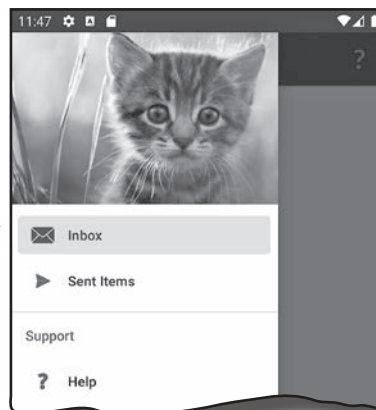 11:47
?
Inbox
Sent Items
Support
? Help